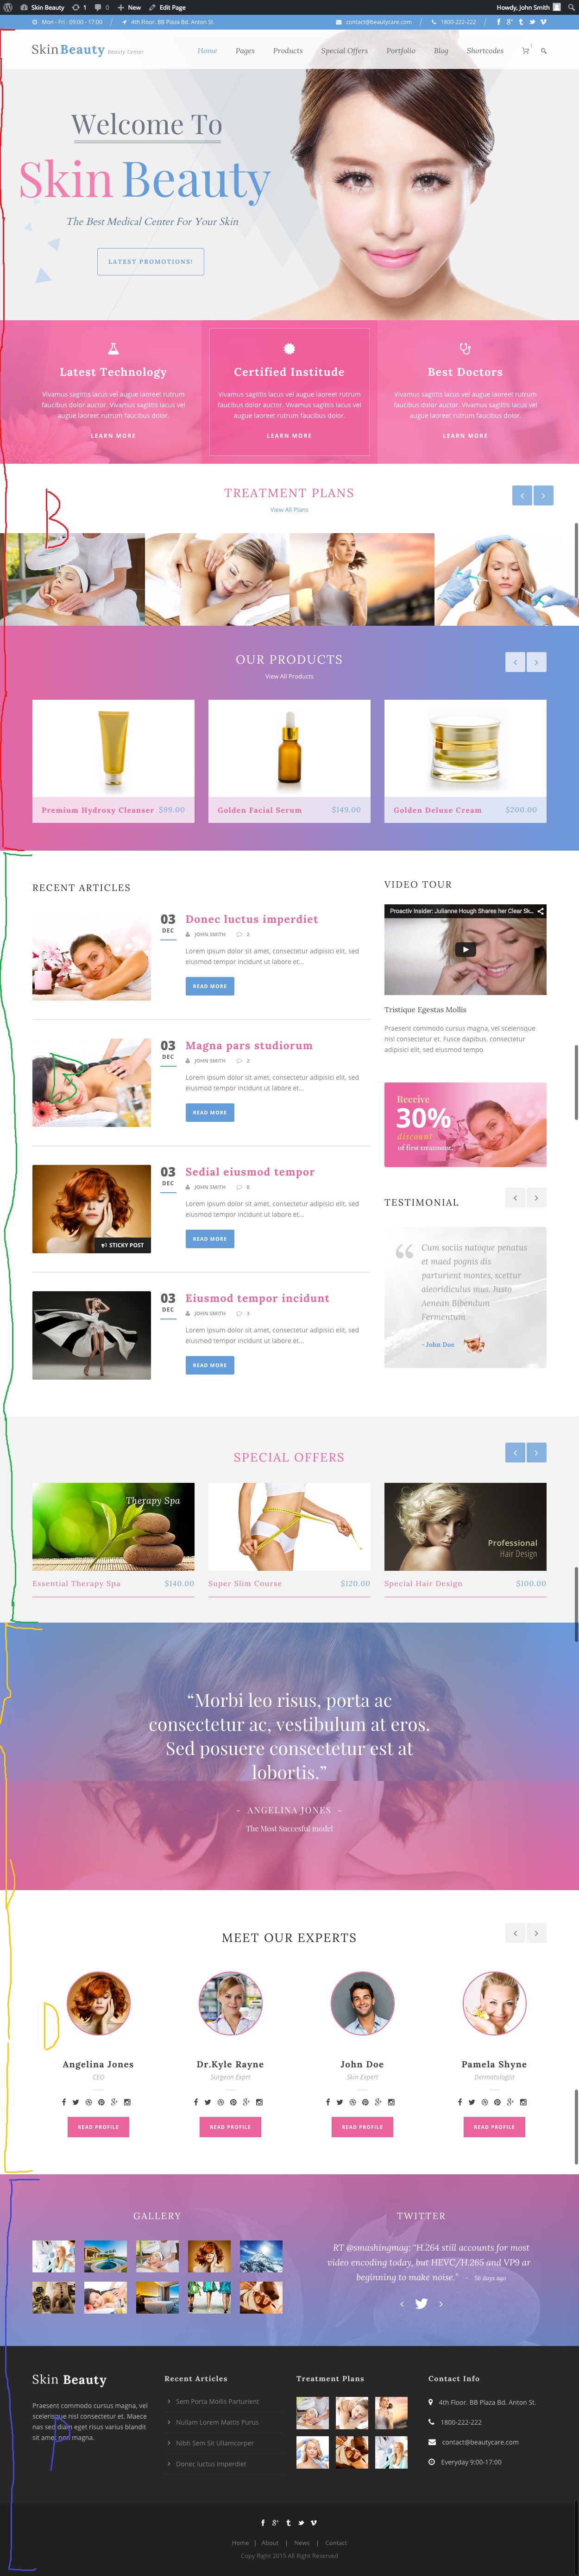 Skin Beauty 1 0 New Edit Page Howdy, John Smith
Mon - Fri : 09:00 - 17:00 4th Floor. BB Plaza Bd. Anton St. contact@beautycare.com 1800-222-222
Skin Beauty Beauty Center Home Pages Products Special Offers Portfolio Blog Shortcodes
Welcome To
Skin Beauty
The Best Medical Center For Your Skin
LATEST PROMOTIONS!
Latest Technology Certified Institude Best Doctors
Vivamus sagittis lacus vel augue laoreet rutrum Vivamus sagittis lacus vel augue laoreet rutrum Vivamus sagittis lacus vel augue laoreet rutrum
faucibus dolor auctor. Vivamus sagittis lacus vel faucibus dolor auctor. Vivamus sagittis lacus vel faucibus dolor auctor. Vivamus sagittis lacus vel
augue laoreet rutrum faucibus dolor. augue laoreet rutrum faucibus dolor. augue laoreet rutrum faucibus dolor.
LEARN MORE LEARN MORE LEARN MORE
TREATMENT PLANS
View All Plans
B
OUR PRODUCTS
View All Products
Premium Hydroxy Cleanser $99.00 Golden Facial Serum $149.00 Golden Deluxe Cream $200.00
RECENT ARTICLES
03 DEC
Donec luctus imperdiet
JOHN SMITH 2
Lorem ipsum dolor sit amet, consectetur adipisici elit, sed
eiusmod tempor incidunt ut labore et...
READ MORE
B
03 DEC
Magna pars studiorum
JOHN SMITH 2
Lorem ipsum dolor sit amet, consectetur adipisici elit, sed
eiusmod tempor incidunt ut labore et...
READ MORE
STICKY POST
03 DEC
Sedial eiusmod tempor
JOHN SMITH 0
Lorem ipsum dolor sit amet, consectetur adipisici elit, sed
eiusmod tempor incidunt ut labore et...
READ MORE
03 DEC
Eiusmod tempor incidunt
JOHN SMITH 3
Lorem ipsum dolor sit amet, consectetur adipisici elit, sed
eiusmod tempor incidunt ut labore et...
READ MORE
VIDEO TOUR
Proactiv Insider: Julianne Hough Shares her Clear Sk...
Tristique Egestas Mollis
Praesent commodo cursus magna, vel scelerisque
nisl consectetur et. Fusce dapibus. consectetur
adipisici elit, sed eiusmod tempo
Receive
30%
discount
of fiest treatment.
TESTIMONIAL
Cum sociis natoque penatus
et maed pognis dis
parturient montes, scettur
aieoridiculus mus. Justo
Aenean Bibendum
Fermentum
- John Doe
SPECIAL OFFERS
Therapy Spa
Professional
Hair Design
Essential Therapy Spa $140.00 Super Slim Course $120.00 Special Hair Design $100.00
“Morbi leo risus, porta ac
consectetur ac, vestibulum at eros.
Sed posuere consectetur est at
lobortis.”
- ANGELINA JONES -
The Most Succesful model
MEET OUR EXPERTS
D
Angelina Jones Dr.Kyle Rayne John Doe Pamela Shyne
CEO Surgeon Exprt Skin Expert Dermatologist
READ PROFILE READ PROFILE READ PROFILE READ PROFILE
GALLERY
TWITTER
RT @smashingmag: “H.264 still accounts for most
video encoding today, but HEVC/H.265 and VP9 ar
beginning to make noise.” - 56 days ago
Skin Beauty
Praesent commodo cursus magna, vel
scelerisque nisl consectetur et. Maece
nas sed diam eget risus varius blandit
sit amet non magna.
P
Recent Articles
Sem Porta Mollis Parturient
Nullam Lorem Mattis Purus
Nibh Sem Sit Ullamcorper
Donec luctus imperdiet
Treatment Plans
Contact Info
4th Floor. BB Plaza Bd. Anton St.
1800-222-222
contact@beautycare.com
Everyday 9:00-17:00
Home | About | News | Contact
Copy Right 2015 All Right Reserved